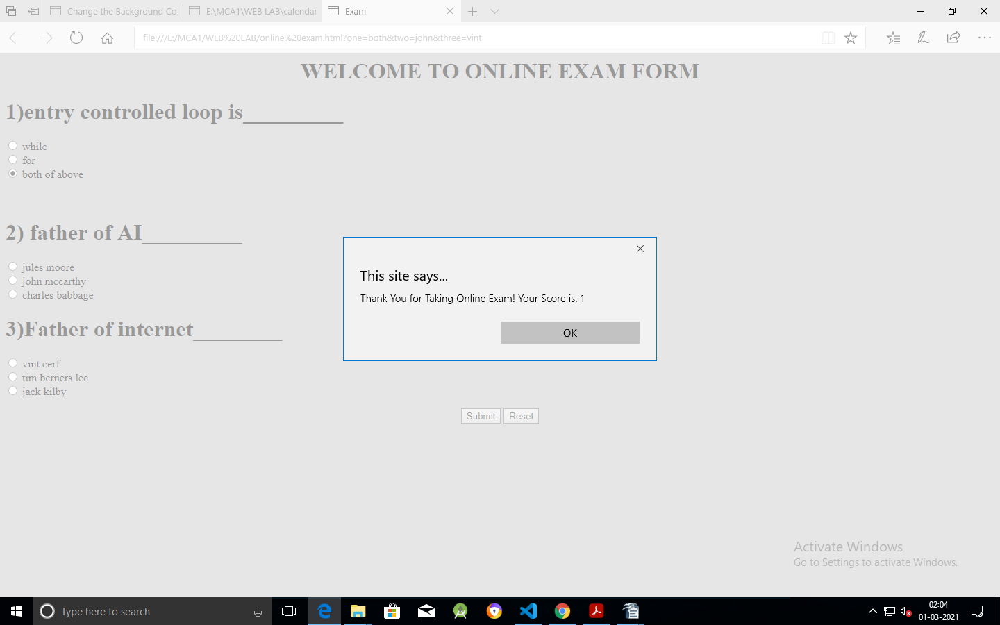 Change the Background Co
E:\MCA1\WEB LAB\calendar
Exam
file:///E:/MCA1/WEB%20LAB/online%20exam.html?one=both&two=john&three=vint
WELCOME TO ONLINE EXAM FORM
1)entry controlled loop is_________
while
for
both of above
2) father of AI_________
jules moore
john mccarthy
charles babbage
This site says...
Thank You for Taking Online Exam! Your Score is: 1
OK
3)Father of internet________
vint cerf
tim berners lee
jack kilby
Submit Reset
Activate Windows
Go to Settings to activate Windows.
Type here to search
02:04
01-03-2021